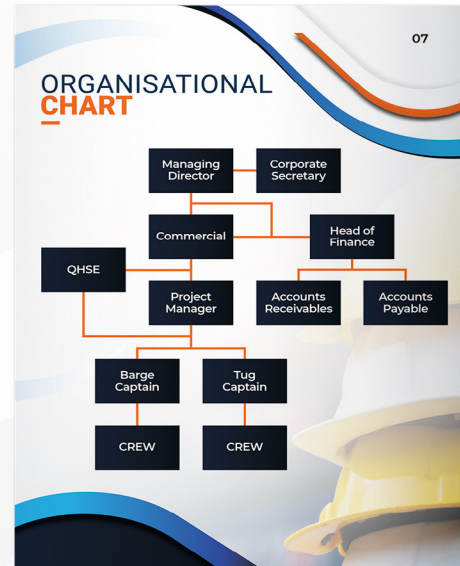 07
ORGANISATIONAL
CHART
Managing
Director
Corporate
Secretary
Commercial
Head of
Finance
QHSE
Project
Manager
Accounts
Receivables
Accounts
Payable
Barge
Captain
Tug
Captain
CREW
CREW